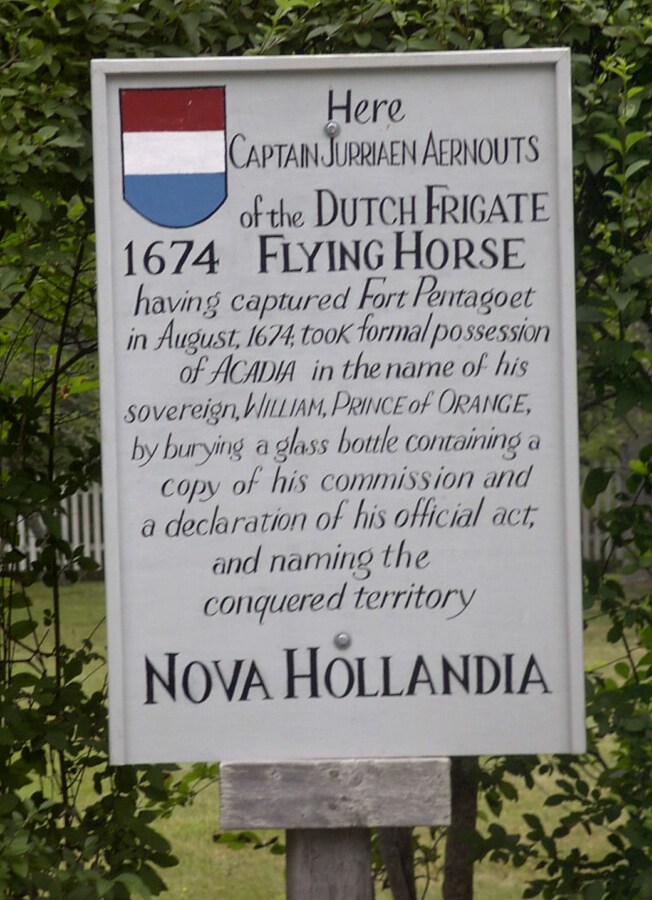 Here
CAPTAIN JURRIAEN AERNOUTS
of the DUTCH FRIGATE
1674 FLYING HORSE
having captured Fort Pentagoet
in August, 1674, took formal possession
of ACADIA in the name of his
sovereign, WILLIAM, PRINCE of ORANGE,
by burying a glass bottle containing a
copy of his commission and
a declaration of his official act,
and naming the
conquered territory
NOVA HOLLANDIA